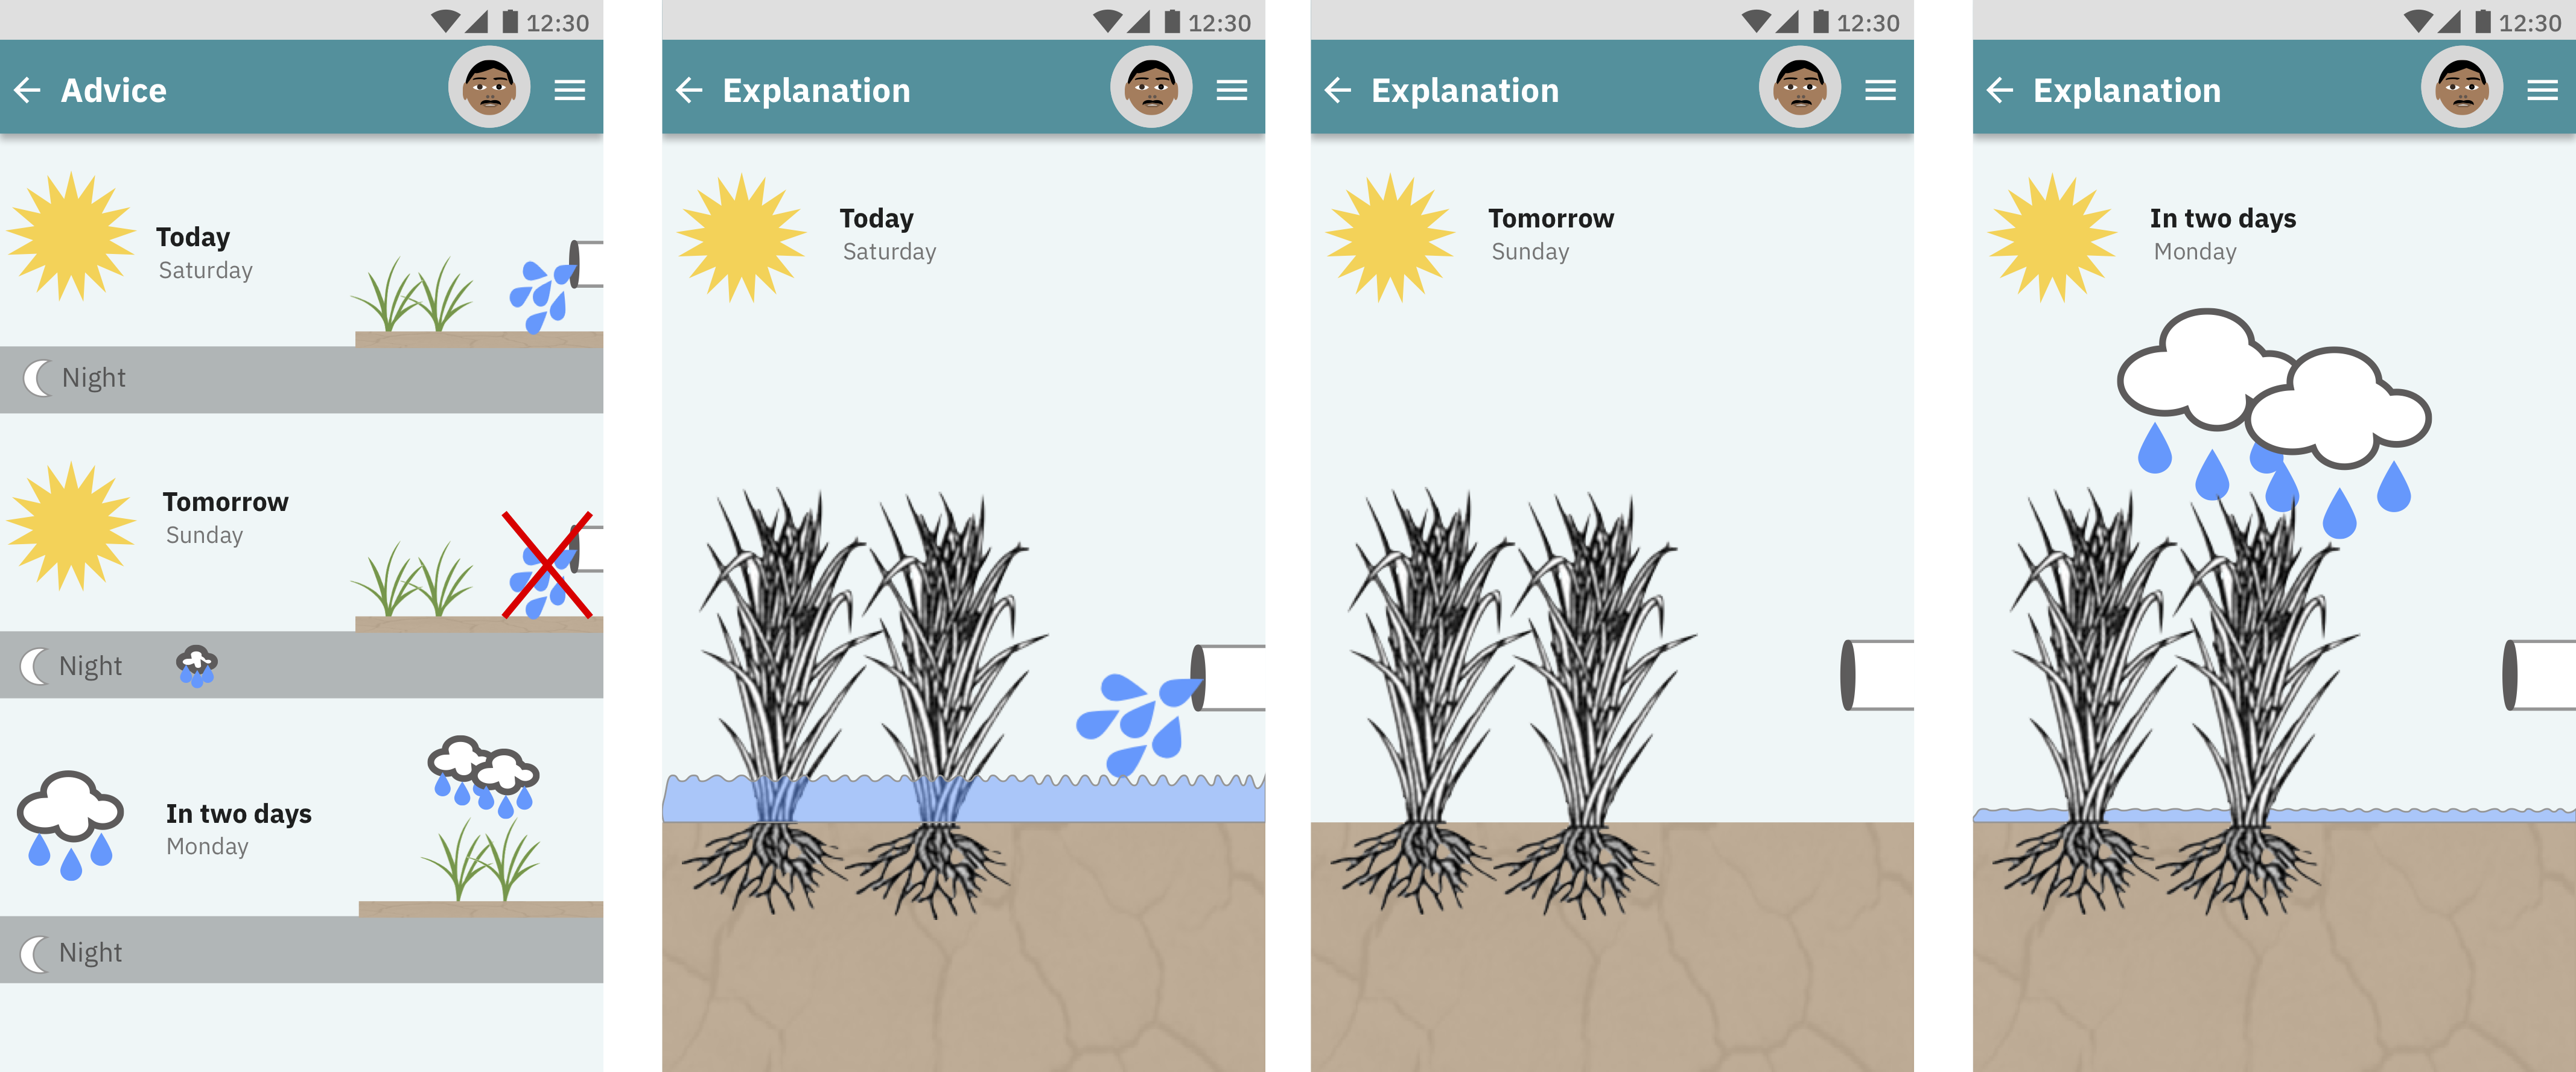 12:30
Advice
Today
Saturday
Night
Tomorrow
Sunday
Night
In two days
Monday
Night
12:30
Explanation
Today
Saturday
12:30
Explanation
Tomorrow
Sunday
12:30
Explanation
In two days
Monday